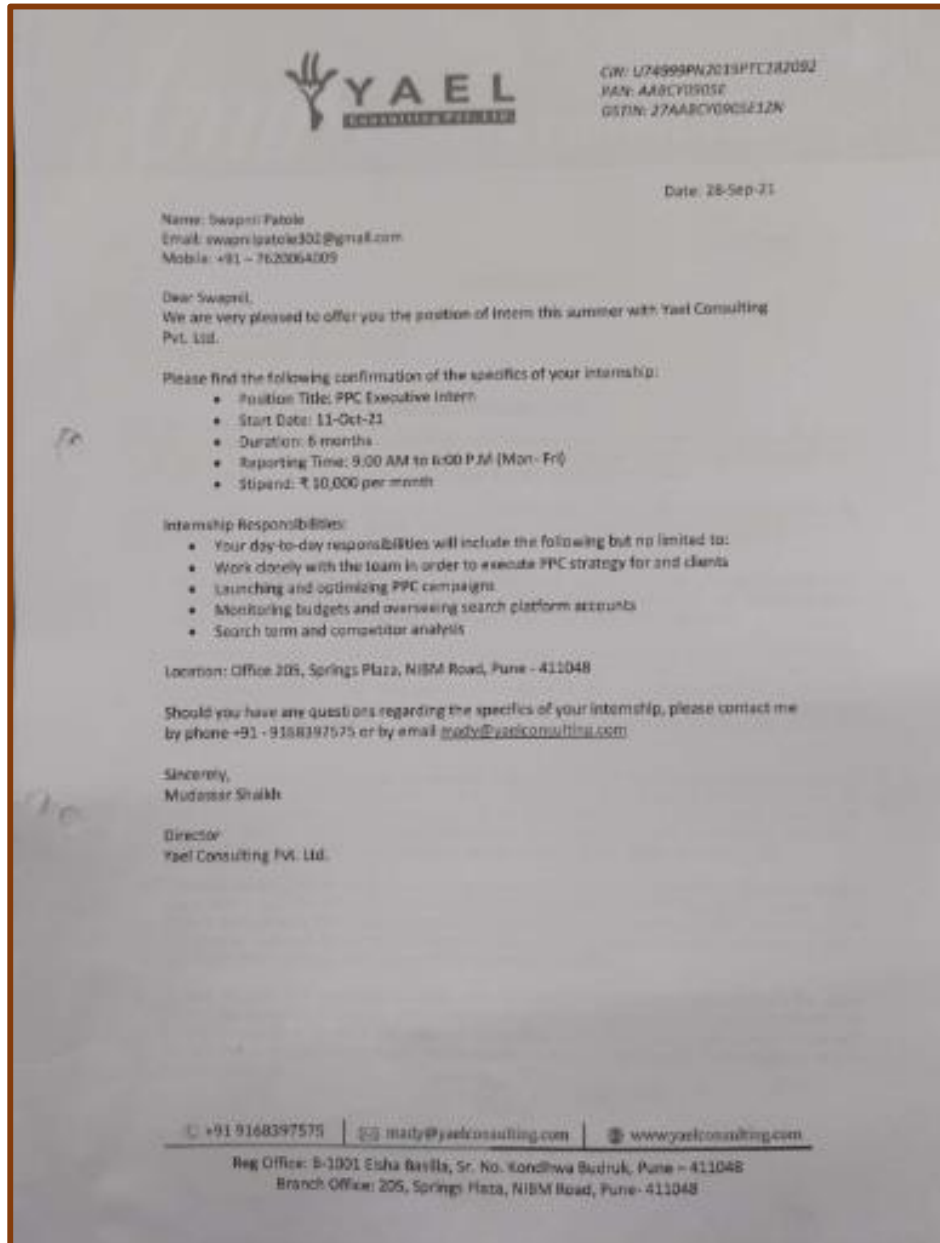 YAEL
Consulting Pvt. Ltd.
PAN: AABCY0905E
GSTIN: 27AABCY0905E1ZN
Date: 28-Sep-21
Name: Swapnil Patole
Email: swapnilpatole302@gmail.com
Mobile: +91 – 7620064009
Dear Swapnil,
We are very pleased to offer you the position of Intern this summer with Yael Consulting
Pvt. Ltd.
Please find the following confirmation of the specifics of your internship:
• Position Title: PPC Executive Intern
• Start Date: 11-Oct-21
• Duration: 6 months
• Reporting Time: 9:00 AM to 6:00 P.M (Mon- Fri)
• Stipend: ₹ 10,000 per month
Internship Responsibilities:
• Your day-to-day responsibilities will include the following but no limited to:
• Work closely with the team in order to execute PPC strategy for and clients
• Launching and optimizing PPC campaigns
• Monitoring budgets and overseeing search platform accounts
• Search term and competitor analysis
Location: Office 205, Springs Plaza, NIBM Road, Pune - 411048
Should you have any questions regarding the specifics of your internship, please contact me
by phone +91 - 9168397575 or by email mady@yaelconsulting.com
Sincerely,
Mudassar Shaikh
Director
Yael Consulting Pvt. Ltd.
+91 9168397575 | mady@yaelconsulting.com | www.yaelconsulting.com
Reg Office: B-1001 Eisha Basilla, Sr. No. Kondhwa Budruk, Pune – 411048
Branch Office: 205, Springs Plaza, NIBM Road, Pune- 411048